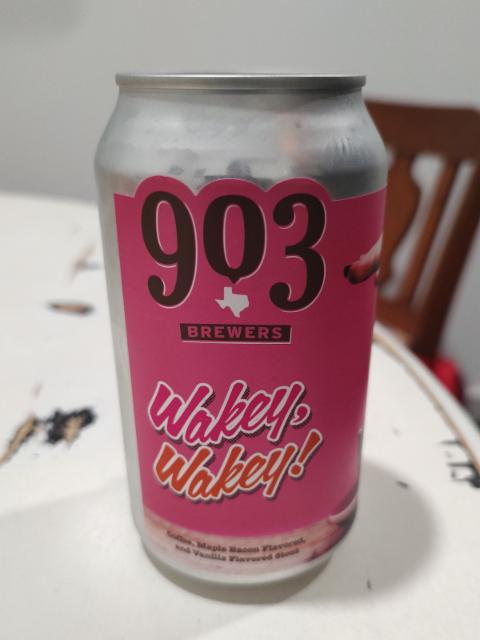 903
BREWERS
Wakey,
Wakey!
Coffee, Maple Bacon Flavored,
and Vanilla Flavored Stout